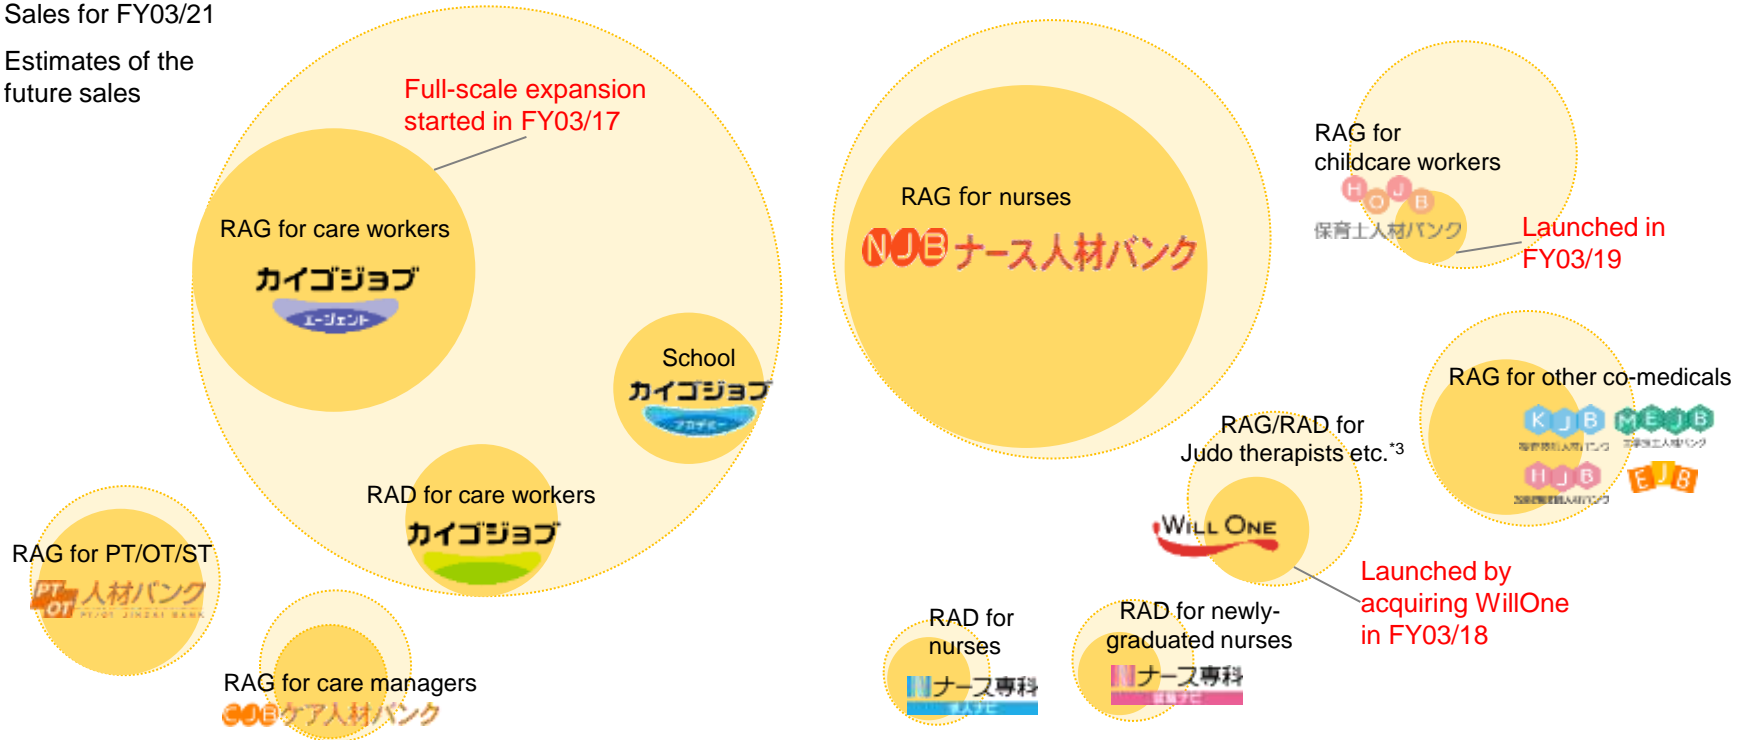 Sales for FY03/21
Estimates of the
future sales
Full-scale expansion
started in FY03/17
RAG for care workers
カイゴジョブ
エージェント
School
カイゴジョブ
アカデミー
RAD for care workers
カイゴジョブ
RAG for PT/OT/ST
PT
OT
人材バンク
PT/OT JINZAI BANK
RAG for care managers
CJB ケア人材バンク
RAG for nurses
NJB ナース人材バンク
RAG for
childcare workers
HOJB
保育士人材バンク
Launched in
FY03/19
RAG for other co-medicals
KJB
MEJB
HJB
EJB
RAG/RAD for
Judo therapists etc.*3
WILL ONE
Launched by
acquiring WillOne
in FY03/18
RAD for
nurses
ナース専科
求人ナビ
RAD for newly-
graduated nurses
ナース専科
就職ナビ